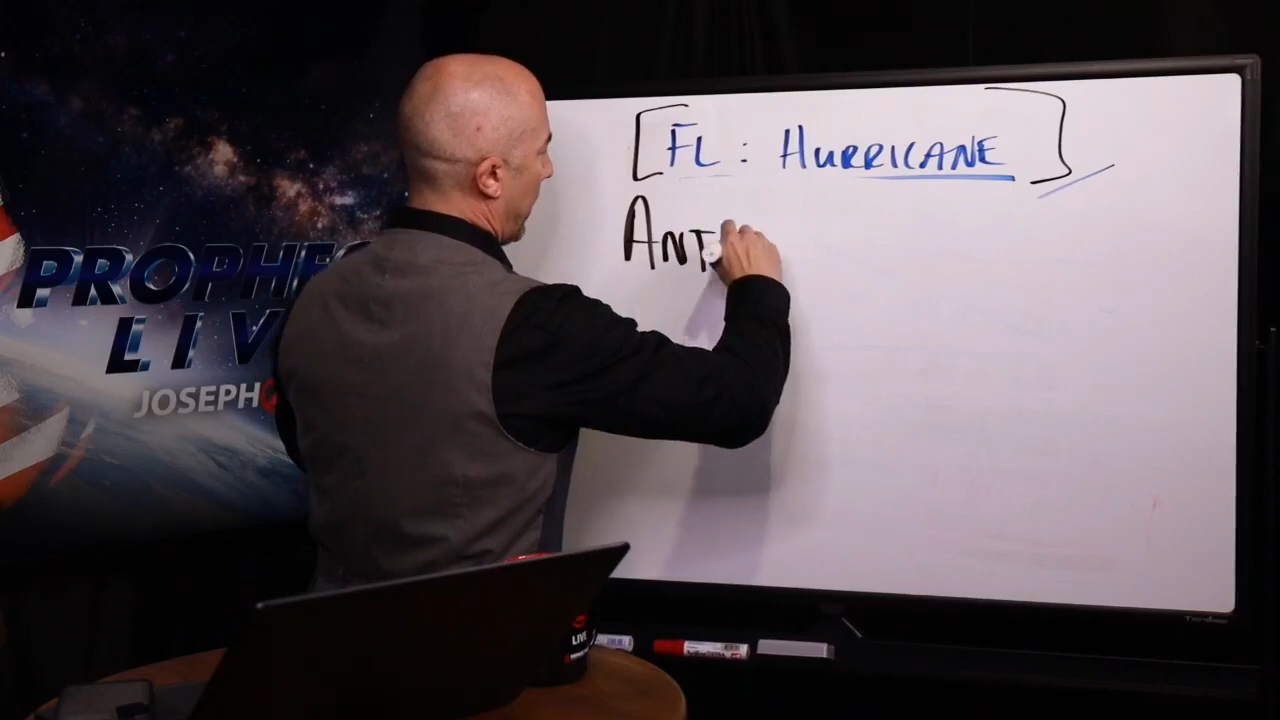 [FL : HURRICANE]
ANT
PROPHE
LIV
JOSEPH
LIVE